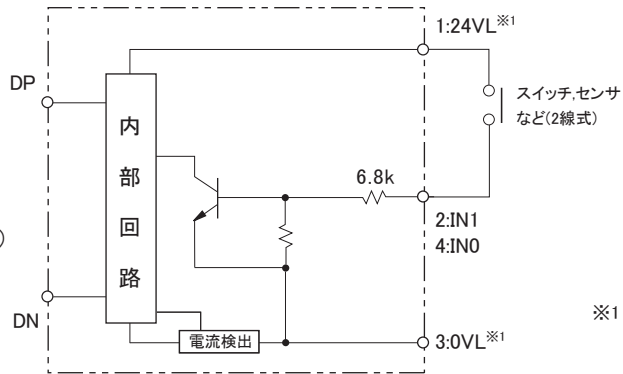 1:24VL※1
DP
スイッチ,センサ
など(2線式)
内部回路
6.8k
2:IN1
4:IN0
DN
電流検出
3:0VL※1
※1